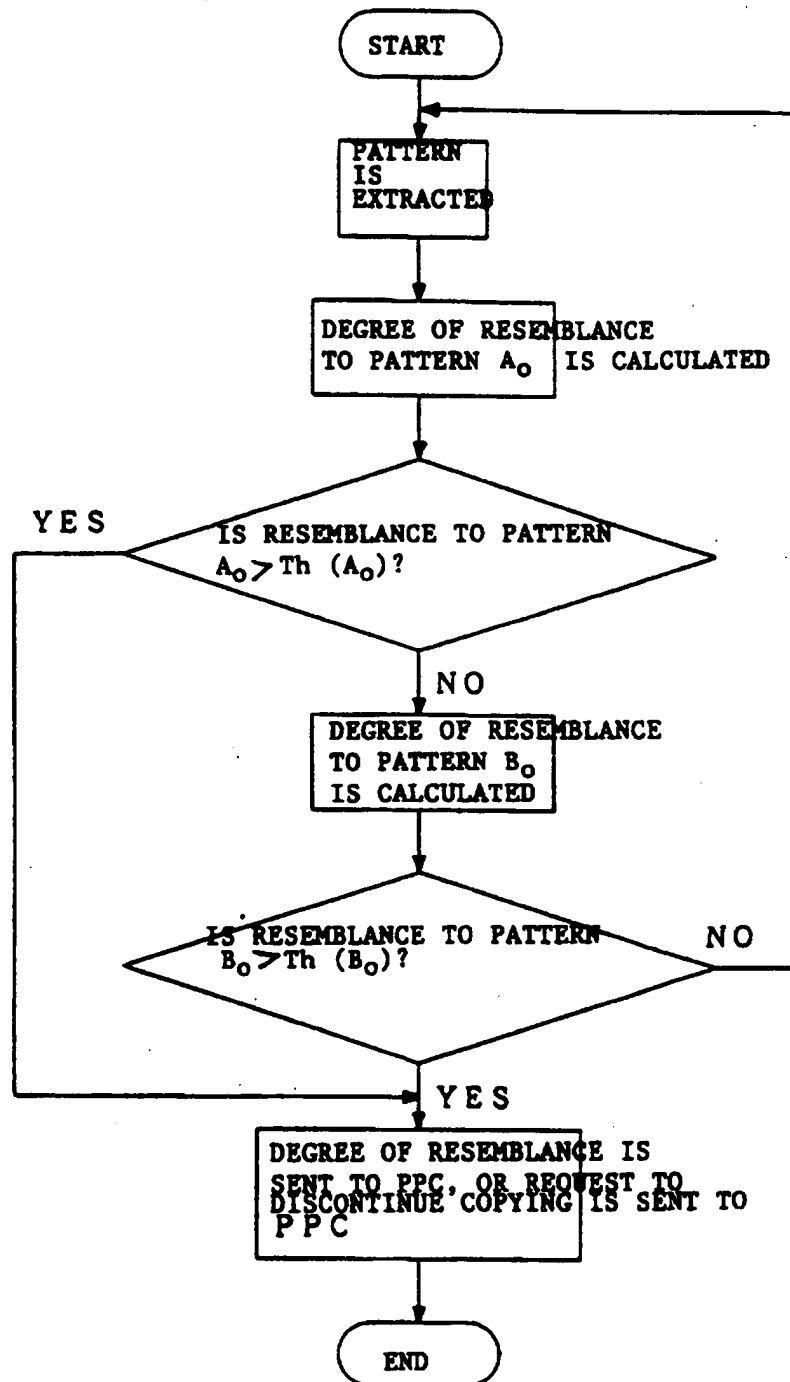 START
PATTERN
IS
EXTRACTED
DEGREE OF RESEMBLANCE
TO PATTERN A₀ IS CALCULATED
YES
IS RESEMBLANCE TO PATTERN
A₀ > Th (A₀)?
NO
DEGREE OF RESEMBLANCE
TO PATTERN B₀
IS CALCULATED
IS RESEMBLANCE TO PATTERN
B₀ > Th (B₀)?
NO
YES
DEGREE OF RESEMBLANCE IS
SENT TO PPC, OR REQUEST TO
DISCONTINUE COPYING IS SENT TO
PPC
END